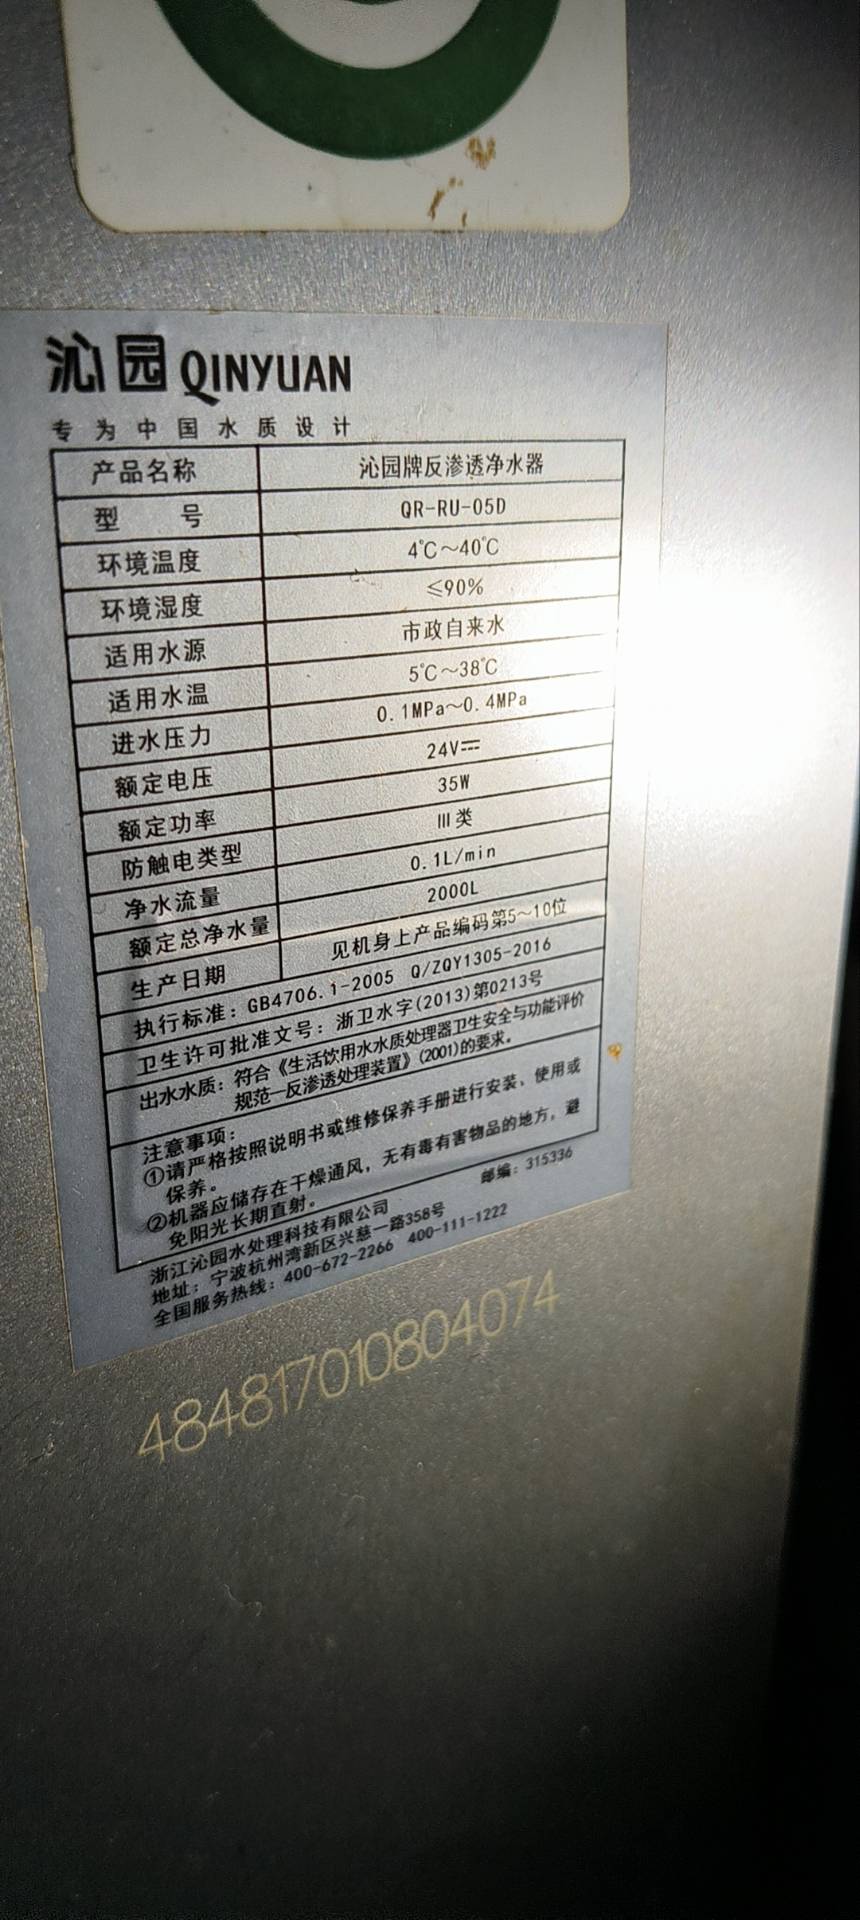 沁园 QINYUAN
专为中国水质设计
产品名称 沁园牌反渗透净水器
型 号 QR-RU-05D
环境温度 4℃～40℃
环境湿度 ≤90%
适用水源 市政自来水
适用水温 5℃～38℃
进水压力 0.1MPa～0.4MPa
额定电压 24V⎓
额定功率 35W
防触电类型 Ⅲ类
净水流量 0.1L/min
额定总净水量 2000L
生产日期 见机身上产品编码第5～10位
执行标准：GB4706.1-2005 Q/ZQY1305-2016
卫生许可批准文号：浙卫水字(2013)第0213号
出水水质：符合《生活饮用水水质处理器卫生安全与功能评价
规范—反渗透处理装置》(2001)的要求。
注意事项：
①请严格按照说明书或维修保养手册进行安装、使用或
保养。
②机器应储存在干燥通风，无有毒有害物品的地方，避
免阳光长期直射。
浙江沁园水处理科技有限公司 邮编：315336
地址：宁波杭州湾新区兴慈一路358号
全国服务热线：400-672-2266 400-111-1222
484817010804074